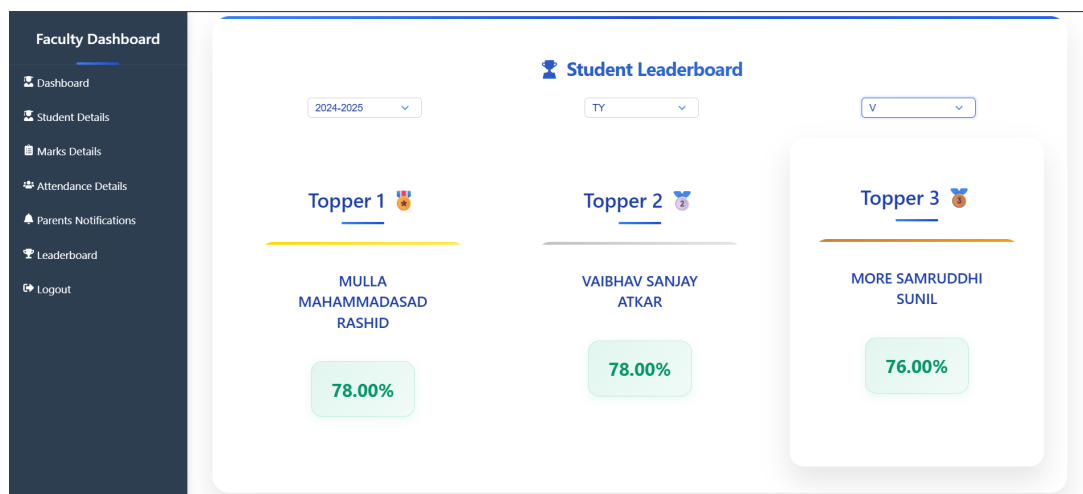 Faculty Dashboard
Dashboard
Student Details
Marks Details
Attendance Details
Parents Notifications
Leaderboard
Logout
Student Leaderboard
2024-2025
TY
V
Topper 1
MULLA
MAHAMMADASAD
RASHID
78.00%
Topper 2
2
VAIBHAV SANJAY
ATKAR
78.00%
Topper 3
3
MORE SAMRUDDHI
SUNIL
76.00%